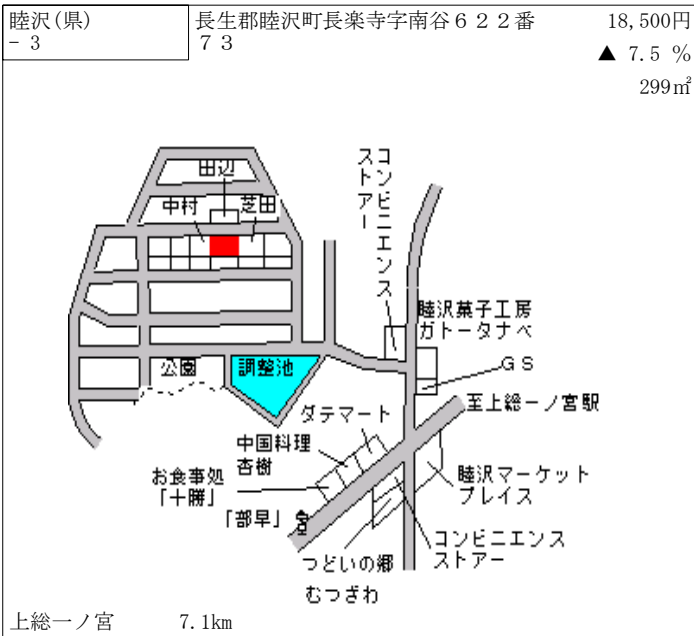 睦沢(県)
- 3
長生郡睦沢町長楽寺字南谷６２２番
７３
18,500円
▲ 7.5 %
299㎡
田辺
中村
芝田
コンビニエンス
ストアー
睦沢菓子工房
ガトータナベ
ＧＳ
公園
調整池
至上総一ノ宮駅
ダテマート
中国料理
杏樹
お食事処
「十勝」
「部早」
睦沢マーケット
プレイス
コンビニエンス
ストアー
つどいの郷
むつざわ
上総一ノ宮
7.1km